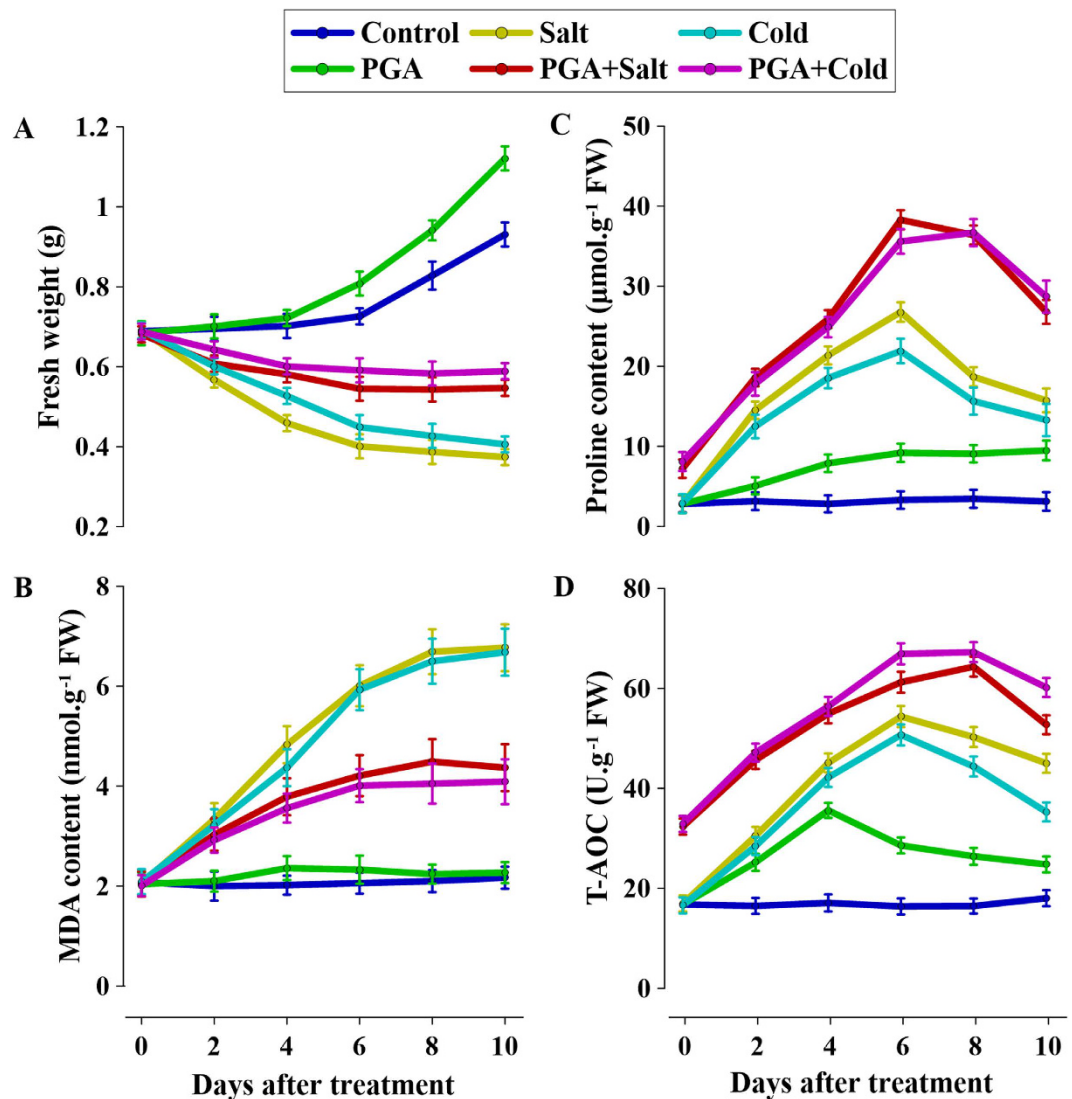 Control Salt Cold
PGA PGA+Salt PGA+Cold
A
Fresh weight (g)
1.2
1
0.8
0.6
0.4
0.2
C
Proline content (μmol.g⁻¹ FW)
50
40
30
20
10
0
B
MDA content (nmol.g⁻¹ FW)
8
6
4
2
0
0 2 4 6 8 10
Days after treatment
D
T-AOC (U.g⁻¹ FW)
80
60
40
20
0
0 2 4 6 8 10
Days after treatment